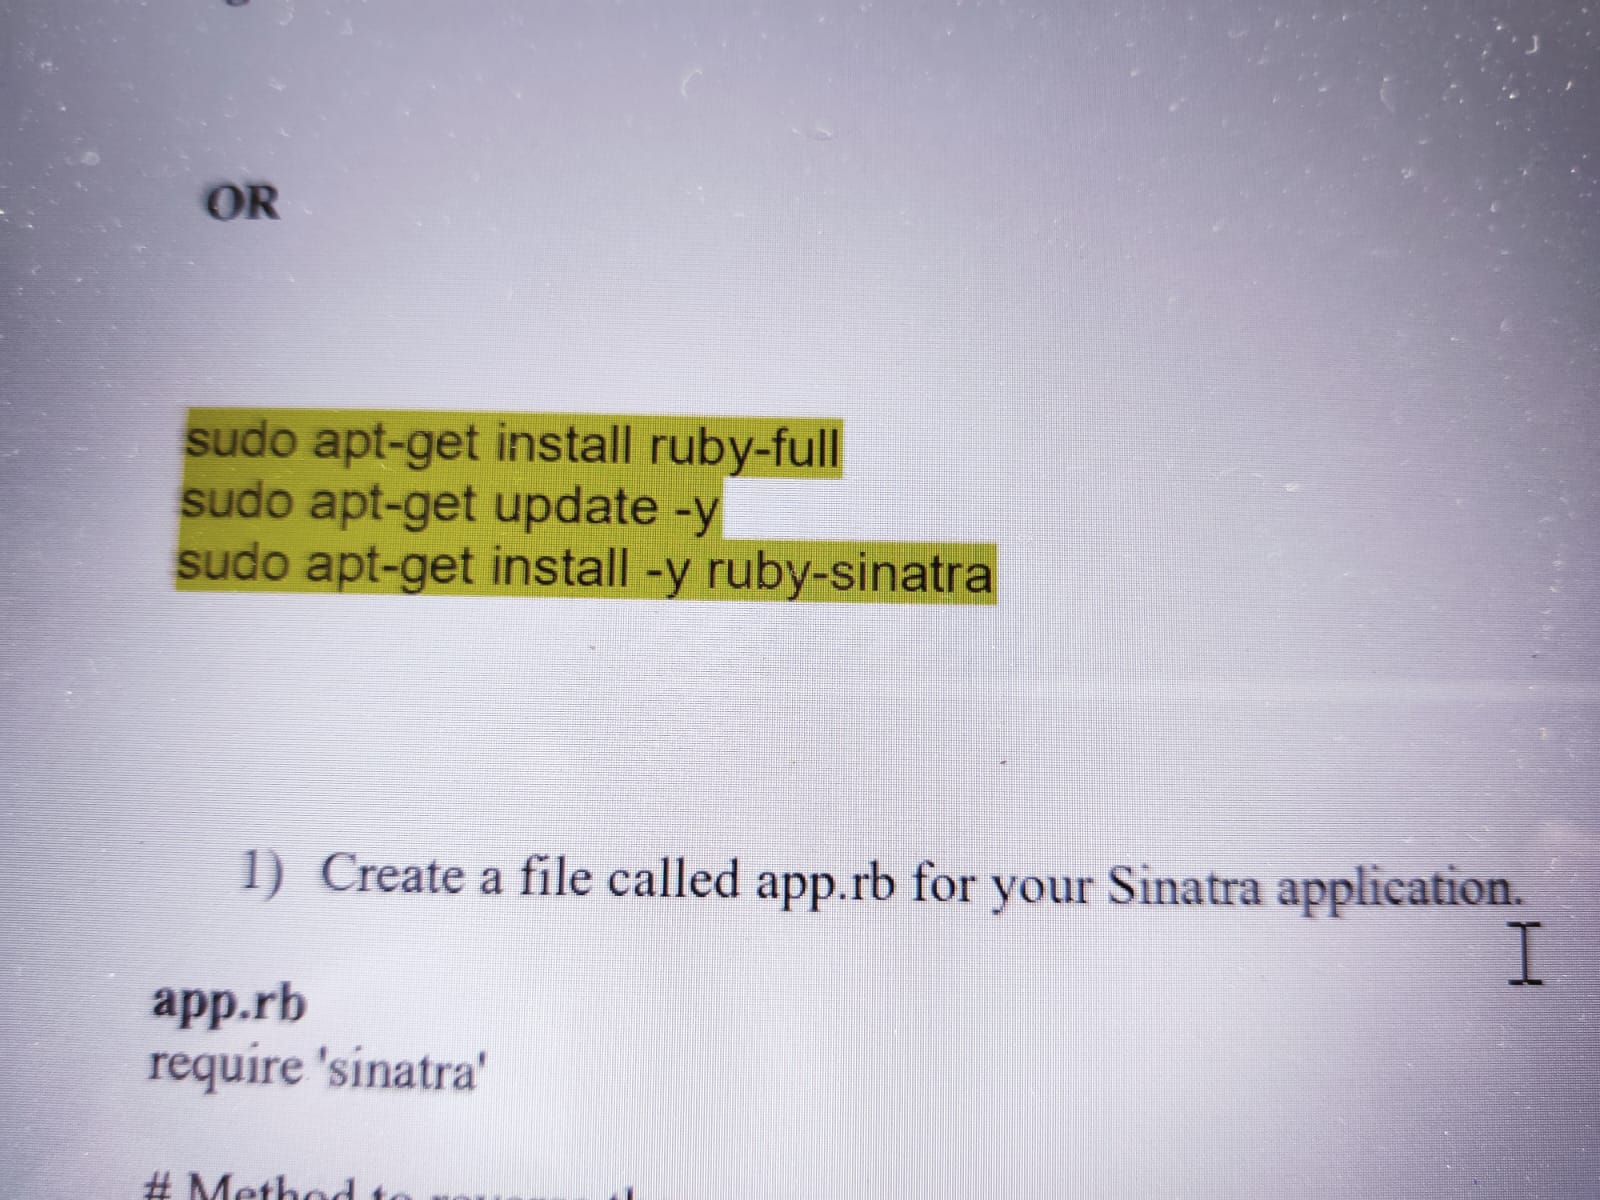 OR
sudo apt-get install ruby-full
sudo apt-get update -y
sudo apt-get install -y ruby-sinatra
1) Create a file called app.rb for your Sinatra application.
app.rb
require 'sinatra'
# Method to